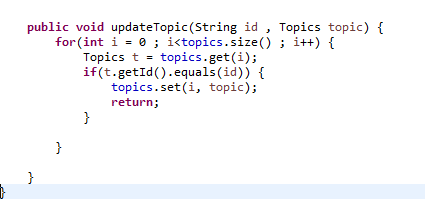 public void updateTopic(String id , Topics topic) {
for(int i = 0 ; i<topics.size() ; i++) {
Topics t = topics.get(i);
if(t.getId().equals(id)) {
topics.set(i, topic);
return;
}
}
}
}